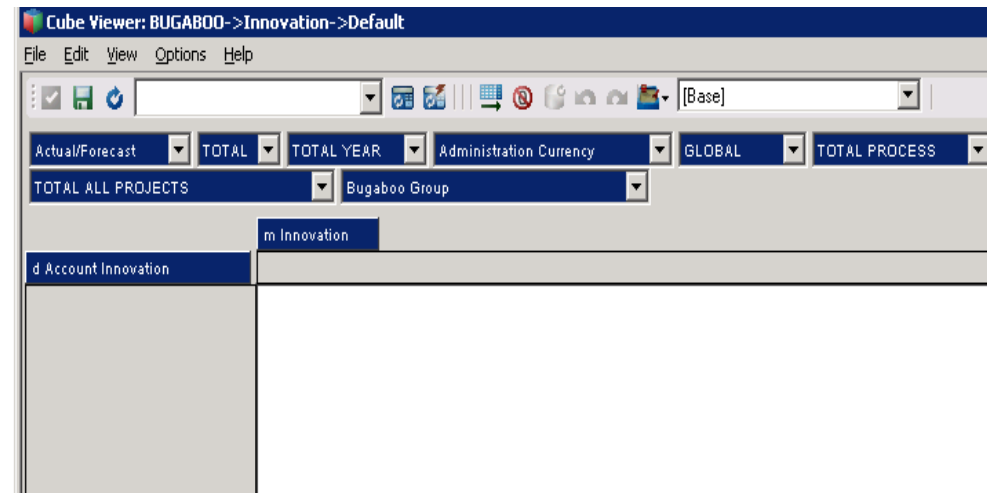 Cube Viewer: BUGABOO->Innovation->Default
File Edit View Options Help
[Base]
Actual/Forecast TOTAL TOTAL YEAR Administration Currency GLOBAL TOTAL PROCESS
TOTAL ALL PROJECTS Bugaboo Group
m Innovation
d Account Innovation